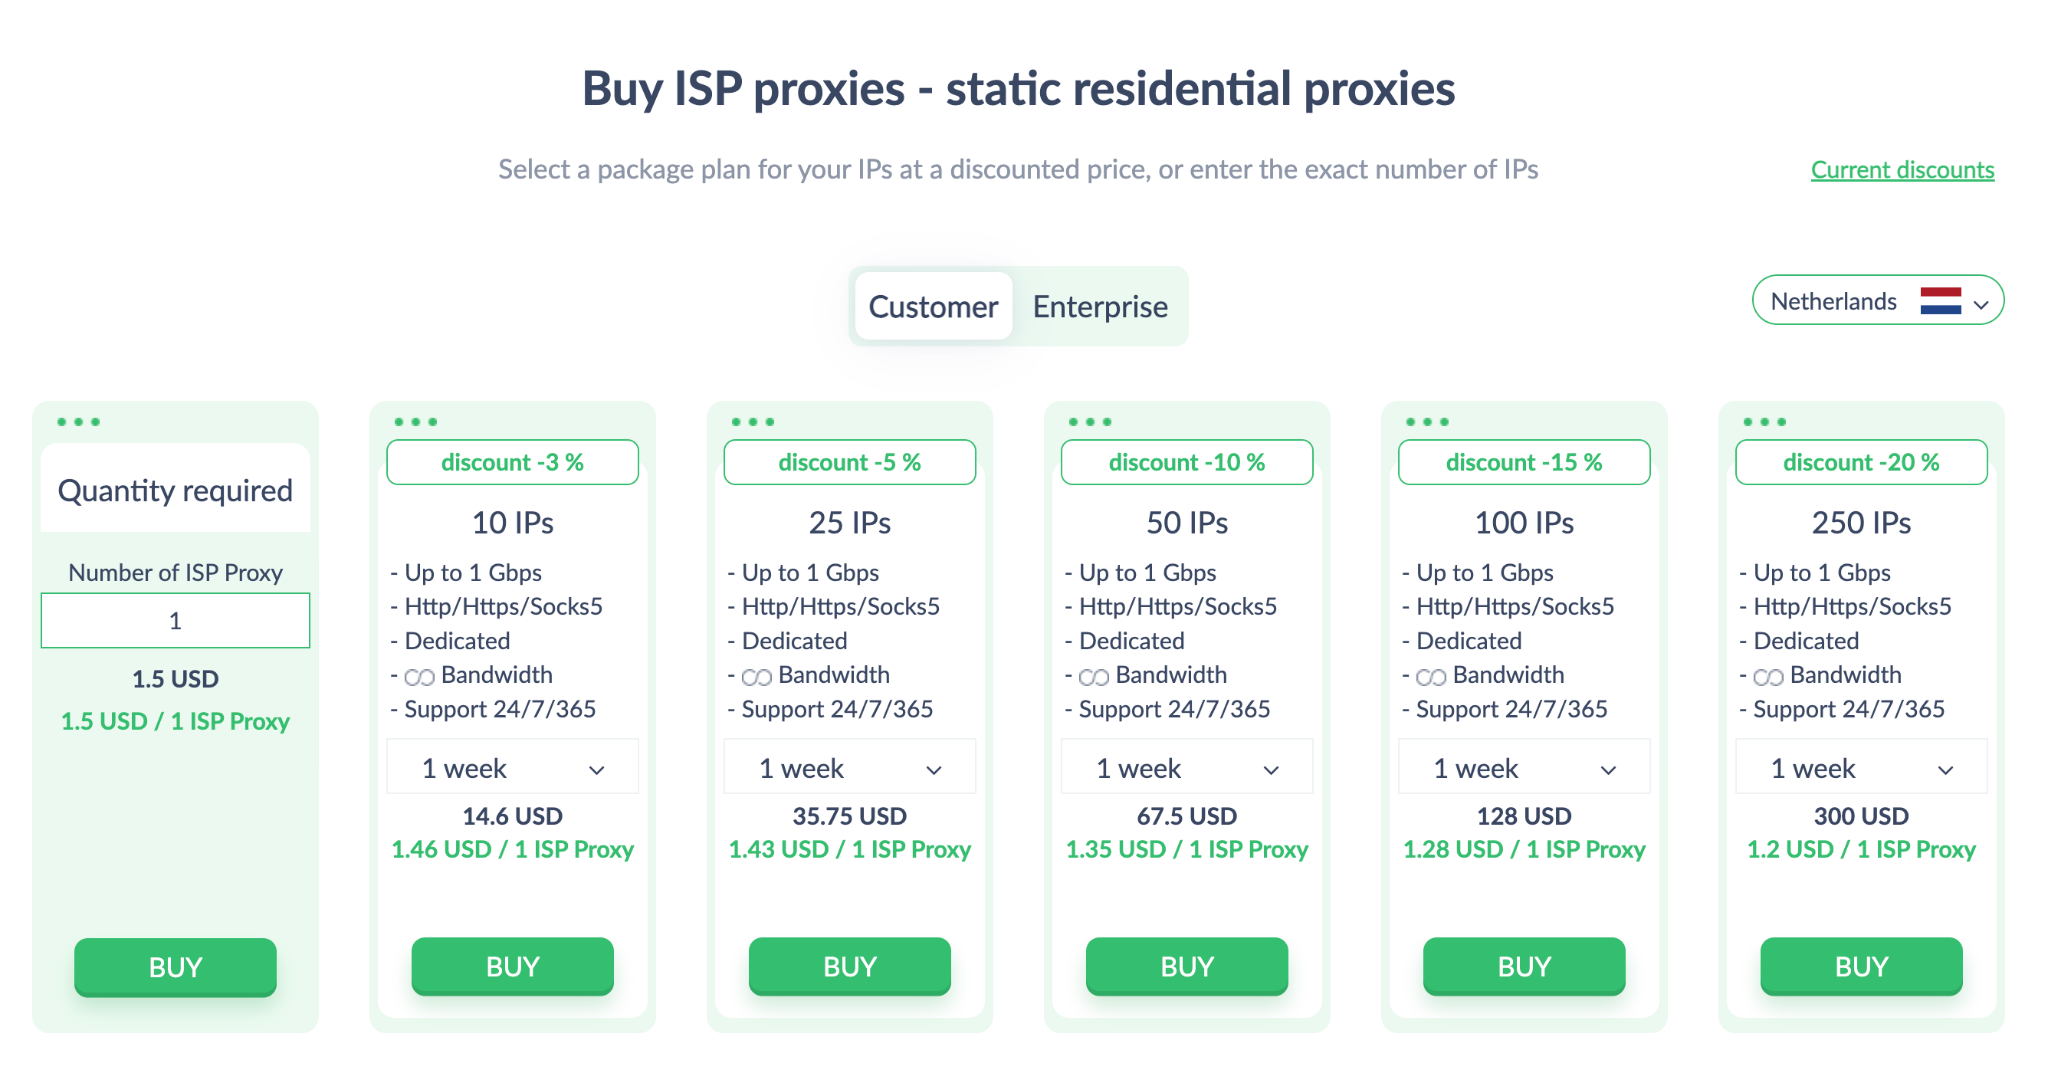 Buy ISP proxies - static residential proxies
Select a package plan for your IPs at a discounted price, or enter the exact number of IPs
Current discounts
Customer
Enterprise
Netherlands
Quantity required
Number of ISP Proxy
1
1.5 USD
1.5 USD / 1 ISP Proxy
BUY
discount -3 %
10 IPs
- Up to 1 Gbps
- Http/Https/Socks5
- Dedicated
- ∞ Bandwidth
- Support 24/7/365
1 week
14.6 USD
1.46 USD / 1 ISP Proxy
BUY
discount -5 %
25 IPs
- Up to 1 Gbps
- Http/Https/Socks5
- Dedicated
- ∞ Bandwidth
- Support 24/7/365
1 week
35.75 USD
1.43 USD / 1 ISP Proxy
BUY
discount -10 %
50 IPs
- Up to 1 Gbps
- Http/Https/Socks5
- Dedicated
- ∞ Bandwidth
- Support 24/7/365
1 week
67.5 USD
1.35 USD / 1 ISP Proxy
BUY
discount -15 %
100 IPs
- Up to 1 Gbps
- Http/Https/Socks5
- Dedicated
- ∞ Bandwidth
- Support 24/7/365
1 week
128 USD
1.28 USD / 1 ISP Proxy
BUY
discount -20 %
250 IPs
- Up to 1 Gbps
- Http/Https/Socks5
- Dedicated
- ∞ Bandwidth
- Support 24/7/365
1 week
300 USD
1.2 USD / 1 ISP Proxy
BUY